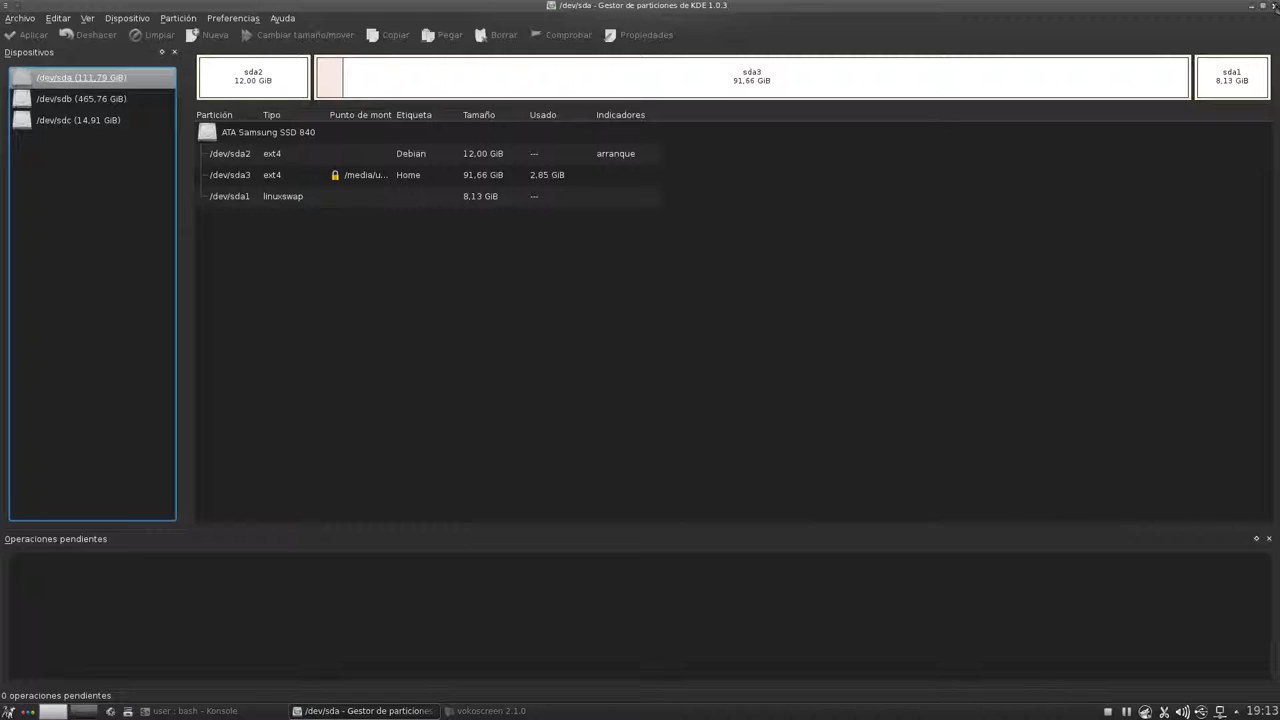 /dev/sda - Gestor de particiones de KDE 1.0.3
Archivo Editar Ver Dispositivo Partición Preferencias Ayuda
Aplicar Deshacer Limpiar Nueva Cambiar tamaño/mover Copiar Pegar Borrar Comprobar Propiedades
Dispositivos
/dev/sda (111,79 GiB)
/dev/sdb (465,76 GiB)
/dev/sdc (14,91 GiB)
sda2
12,00 GiB
sda3
91,66 GiB
sda1
8,13 GiB
Partición Tipo Punto de mont Etiqueta Tamaño Usado Indicadores
ATA Samsung SSD 840
/dev/sda2 ext4 Debian 12,00 GiB --- arranque
/dev/sda3 ext4 /media/u... Home 91,66 GiB 2,85 GiB
/dev/sda1 linuxswap 8,13 GiB ---
Operaciones pendientes
0 operaciones pendientes
user : bash – Konsole /dev/sda - Gestor de particiones vokoscreen 2.1.0 19:13